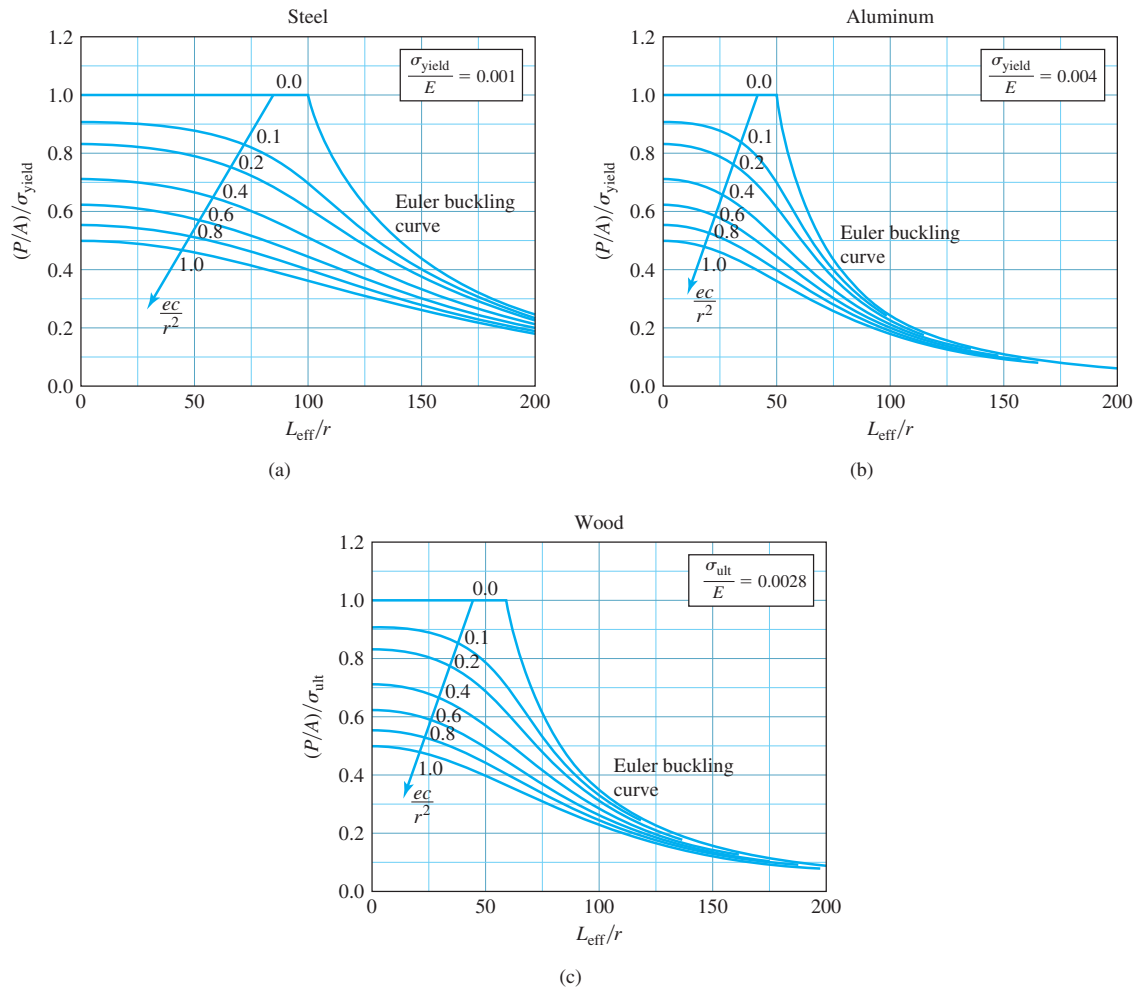 Steel
1.2
1.0
0.8
0.6
0.4
0.2
0.0
(P/A)/σyield
0.0
σyield/E = 0.001
0.1
0.2
0.4
0.6
0.8
1.0
Euler buckling
curve
ec/r²
0
50
100
150
200
Leff/r
(a)
Aluminum
1.2
1.0
0.8
0.6
0.4
0.2
0.0
(P/A)/σyield
0.0
σyield/E = 0.004
0.1
0.2
0.4
0.6
0.8
1.0
Euler buckling
curve
ec/r²
0
50
100
150
200
Leff/r
(b)
Wood
1.2
1.0
0.8
0.6
0.4
0.2
0.0
(P/A)/σult
0.0
σult/E = 0.0028
0.1
0.2
0.4
0.6
0.8
1.0
Euler buckling
curve
ec/r²
0
50
100
150
200
Leff/r
(c)